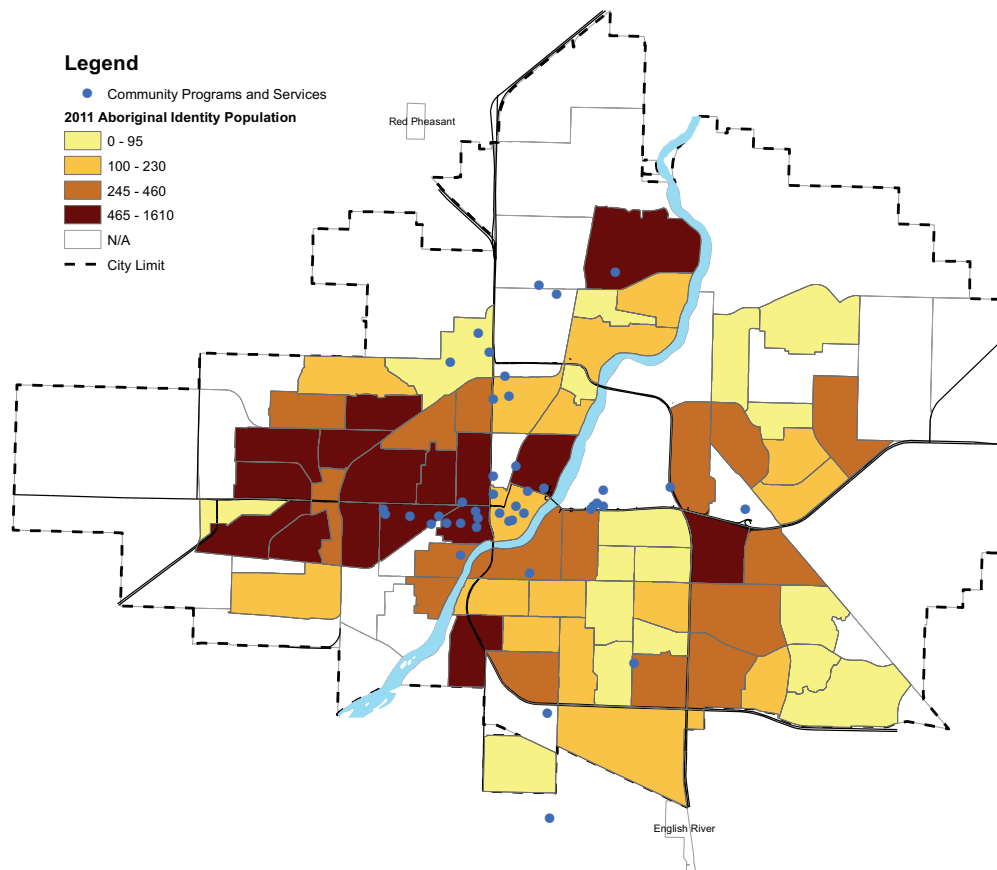 Legend
Community Programs and Services
2011 Aboriginal Identity Population
0 - 95
100 - 230
245 - 460
465 - 1610
N/A
City Limit
Red Pheasant
English River